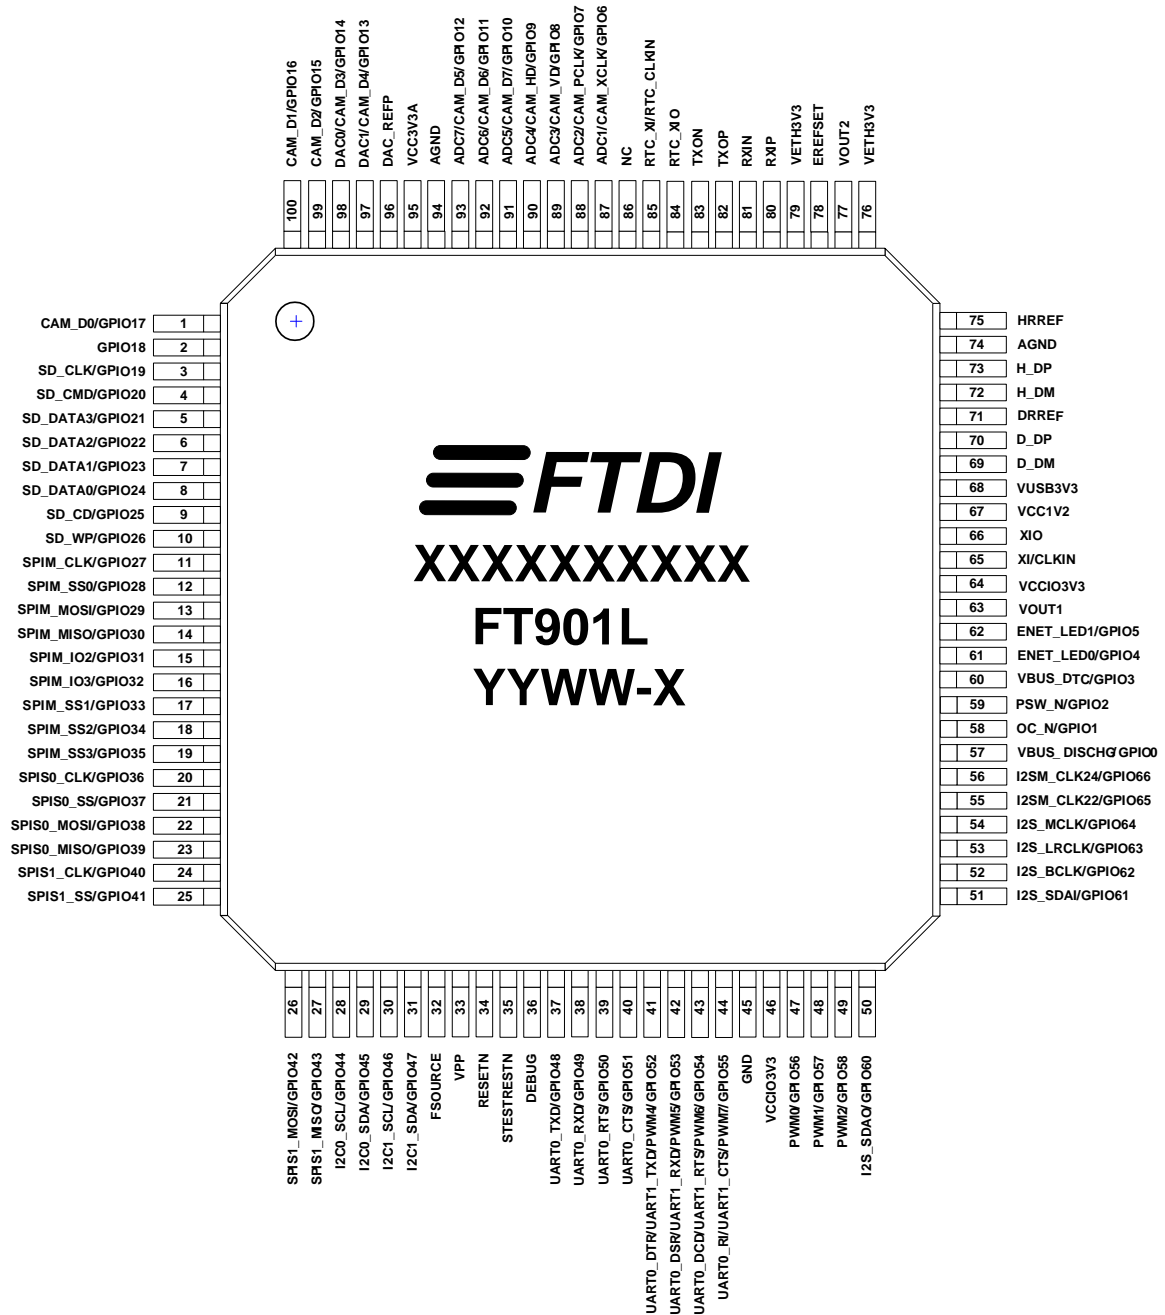 CAM_D1/GPIO16
CAM_D2/GPIO15
DAC0/CAM_D3/GPIO14
DAC1/CAM_D4/GPIO13
DAC_REFP
VCC3V3A
AGND
ADC7/CAM_D5/GPIO12
ADC6/CAM_D6/GPIO11
ADC5/CAM_D7/GPIO10
ADC4/CAM_HD/GPIO9
ADC3/CAM_VD/GPIO8
ADC2/CAM_PCLK/GPIO7
ADC1/CAM_XCLK/GPIO6
NC
RTC_XI/RTC_CLKIN
RTC_XIO
TXON
TXOP
RXIN
RXIP
VETH3V3
EREFSET
VOUT2
VETH3V3
100
99
98
97
96
95
94
93
92
91
90
89
88
87
86
85
84
83
82
81
80
79
78
77
76
CAM_D0/GPIO17 1
GPIO18 2
SD_CLK/GPIO19 3
SD_CMD/GPIO20 4
SD_DATA3/GPIO21 5
SD_DATA2/GPIO22 6
SD_DATA1/GPIO23 7
SD_DATA0/GPIO24 8
SD_CD/GPIO25 9
SD_WP/GPIO26 10
SPIM_CLK/GPIO27 11
SPIM_SS0/GPIO28 12
SPIM_MOSI/GPIO29 13
SPIM_MISO/GPIO30 14
SPIM_IO2/GPIO31 15
SPIM_IO3/GPIO32 16
SPIM_SS1/GPIO33 17
SPIM_SS2/GPIO34 18
SPIM_SS3/GPIO35 19
SPIS0_CLK/GPIO36 20
SPIS0_SS/GPIO37 21
SPIS0_MOSI/GPIO38 22
SPIS0_MISO/GPIO39 23
SPIS1_CLK/GPIO40 24
SPIS1_SS/GPIO41 25
FTDI
XXXXXXXXXX
FT901L
YYWW-X
75 HRREF
74 AGND
73 H_DP
72 H_DM
71 DRREF
70 D_DP
69 D_DM
68 VUSB3V3
67 VCC1V2
66 XIO
65 XI/CLKIN
64 VCCIO3V3
63 VOUT1
62 ENET_LED1/GPIO5
61 ENET_LED0/GPIO4
60 VBUS_DTC/GPIO3
59 PSW_N/GPIO2
58 OC_N/GPIO1
57 VBUS_DISCHG/GPIO0
56 I2SM_CLK24/GPIO66
55 I2SM_CLK22/GPIO65
54 I2S_MCLK/GPIO64
53 I2S_LRCLK/GPIO63
52 I2S_BCLK/GPIO62
51 I2S_SDAI/GPIO61
26
27
28
29
30
31
32
33
34
35
36
37
38
39
40
41
42
43
44
45
46
47
48
49
50
SPIS1_MOSI/GPIO42
SPIS1_MISO/GPIO43
I2C0_SCL/GPIO44
I2C0_SDA/GPIO45
I2C1_SCL/GPIO46
I2C1_SDA/GPIO47
FSOURCE
VPP
RESETN
STESTRESTN
DEBUG
UART0_TXD/GPIO48
UART0_RXD/GPIO49
UART0_RTS/GPIO50
UART0_CTS/GPIO51
UART0_DTR/UART1_TXD/PWM4/GPIO52
UART0_DSR/UART1_RXD/PWM5/GPIO53
UART0_DCD/UART1_RTS/PWM6/GPIO54
UART0_RI/UART1_CTS/PWM7/GPIO55
GND
VCCIO3V3
PWM0/GPIO56
PWM1/GPIO57
PWM2/GPIO58
I2S_SDAO/GPIO60